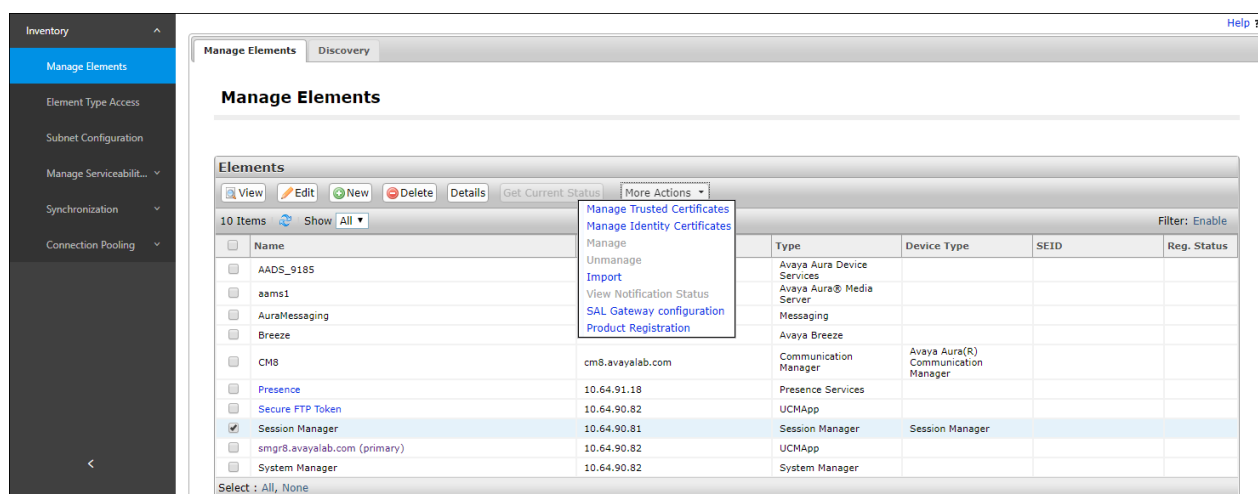 Help ?
Inventory
Manage Elements
Element Type Access
Subnet Configuration
Manage Serviceabilit...
Synchronization
Connection Pooling
Manage Elements Discovery
Manage Elements
Elements
View Edit New Delete Details Get Current Status More Actions
Manage Trusted Certificates
Manage Identity Certificates
Manage
Unmanage
Import
View Notification Status
SAL Gateway configuration
Product Registration
10 Items Show All Filter: Enable
Name Type Device Type SEID Reg. Status
AADS_9185 Avaya Aura Device
Services
aams1 Avaya Aura® Media
Server
AuraMessaging Messaging
Breeze Avaya Breeze
CM8 cm8.avayalab.com Communication
Manager Avaya Aura(R)
Communication
Manager
Presence 10.64.91.18 Presence Services
Secure FTP Token 10.64.90.82 UCMApp
Session Manager 10.64.90.81 Session Manager Session Manager
smgr8.avayalab.com (primary) 10.64.90.82 UCMApp
System Manager 10.64.90.82 System Manager
Select : All, None